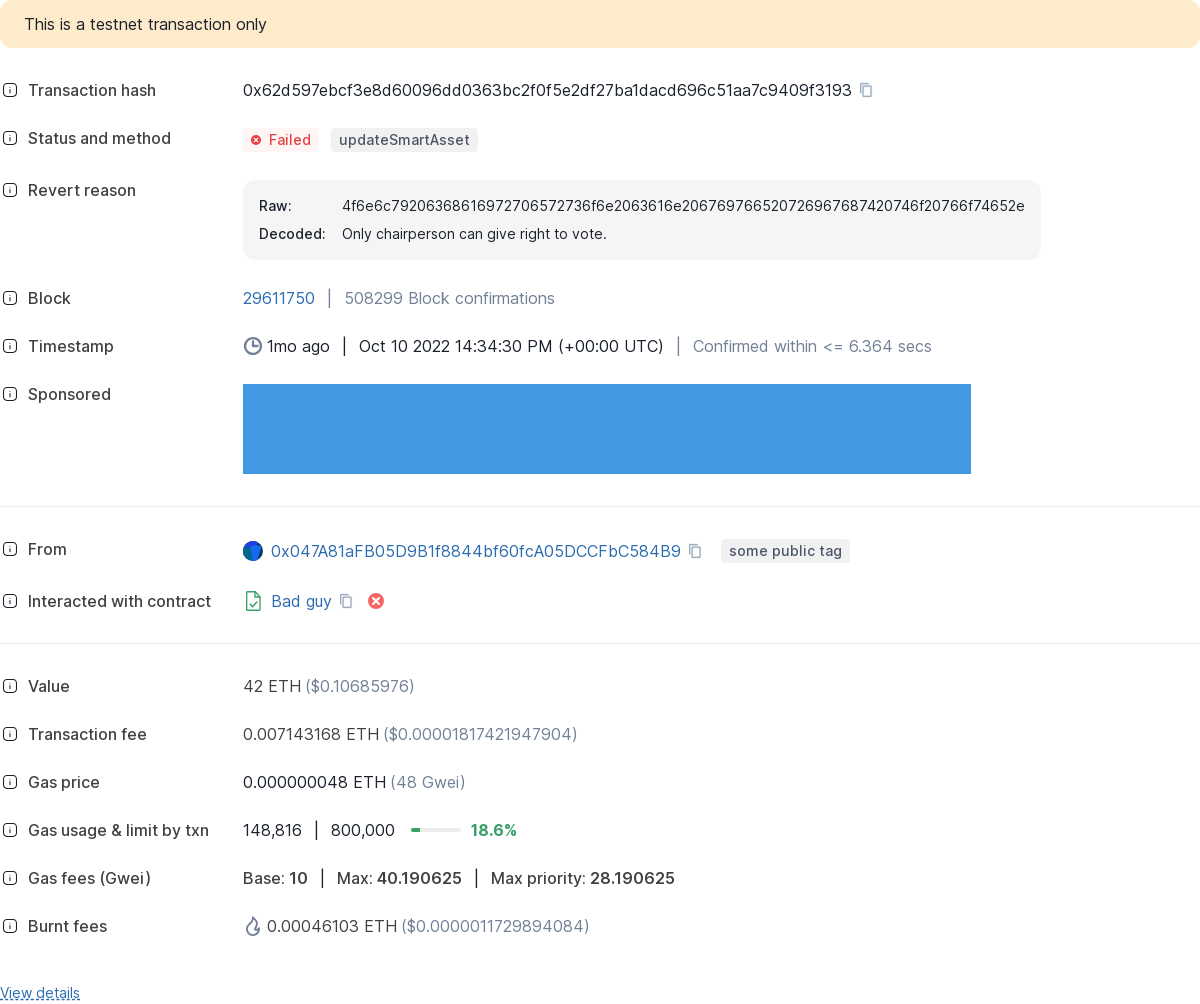 This is a testnet transaction only
Transaction hash 0x62d597ebcf3e8d60096dd0363bc2f0f5e2df27ba1dacd696c51aa7c9409f3193
Status and method Failed updateSmartAsset
Revert reason Raw: 4f6e6c79206368616972706572736f6e2063616e206769766520726967687420746f20766f74652e
Decoded: Only chairperson can give right to vote.
Block 29611750 | 508299 Block confirmations
Timestamp 1mo ago | Oct 10 2022 14:34:30 PM (+00:00 UTC) | Confirmed within <= 6.364 secs
Sponsored
From 0x047A81aFB05D9B1f8844bf60fcA05DCCFbC584B9 some public tag
Interacted with contract Bad guy
Value 42 ETH ($0.10685976)
Transaction fee 0.007143168 ETH ($0.00001817421947904)
Gas price 0.000000048 ETH (48 Gwei)
Gas usage & limit by txn 148,816 | 800,000 18.6%
Gas fees (Gwei) Base: 10 | Max: 40.190625 | Max priority: 28.190625
Burnt fees 0.00046103 ETH ($0.0000011729894084)
View details